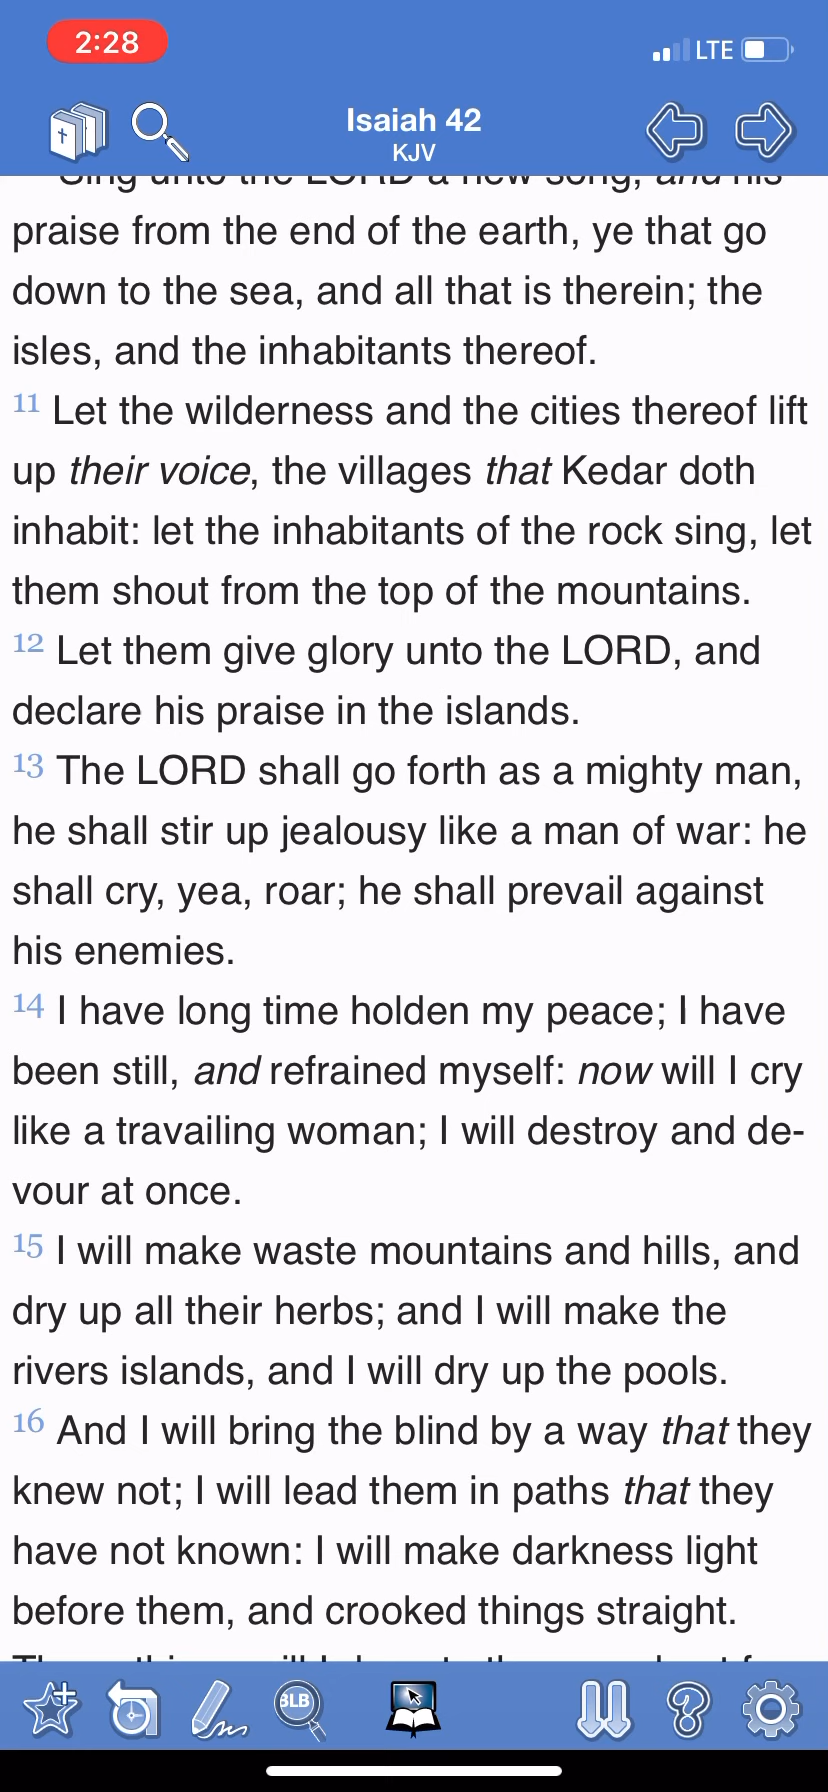 2:28
LTE
Isaiah 42
KJV
Sing unto the LORD a new song, and his
praise from the end of the earth, ye that go
down to the sea, and all that is therein; the
isles, and the inhabitants thereof.
11 Let the wilderness and the cities thereof lift
up their voice, the villages that Kedar doth
inhabit: let the inhabitants of the rock sing, let
them shout from the top of the mountains.
12 Let them give glory unto the LORD, and
declare his praise in the islands.
13 The LORD shall go forth as a mighty man,
he shall stir up jealousy like a man of war: he
shall cry, yea, roar; he shall prevail against
his enemies.
14 I have long time holden my peace; I have
been still, and refrained myself: now will I cry
like a travailing woman; I will destroy and de-
vour at once.
15 I will make waste mountains and hills, and
dry up all their herbs; and I will make the
rivers islands, and I will dry up the pools.
16 And I will bring the blind by a way that they
knew not; I will lead them in paths that they
have not known: I will make darkness light
before them, and crooked things straight.
BLB